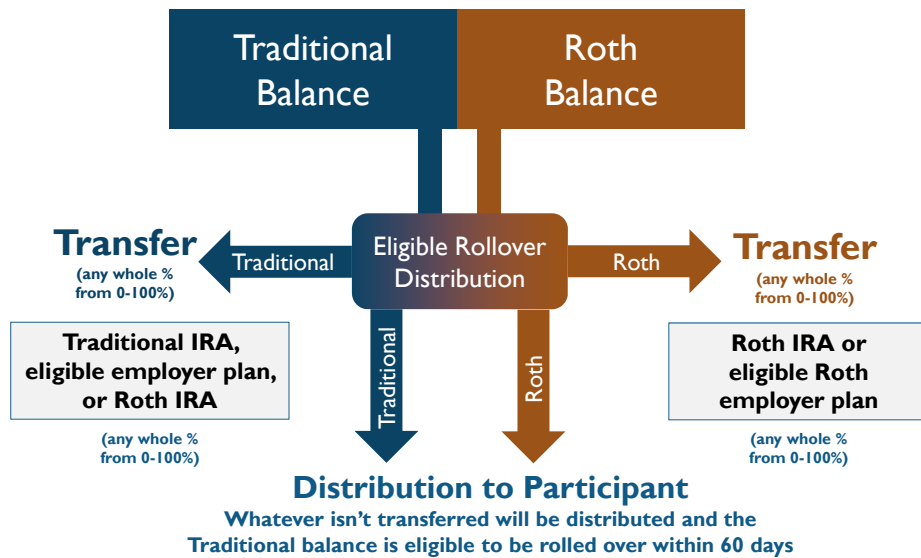 Traditional
Balance
Roth
Balance
Transfer
(any whole %
from 0-100%)
Traditional
Eligible Rollover
Distribution
Roth
Transfer
(any whole %
from 0-100%)
Traditional IRA,
eligible employer plan,
or Roth IRA
(any whole %
from 0-100%)
Traditional
Roth
Roth IRA or
eligible Roth
employer plan
(any whole %
from 0-100%)
Distribution to Participant
Whatever isn't transferred will be distributed and the
Traditional balance is eligible to be rolled over within 60 days